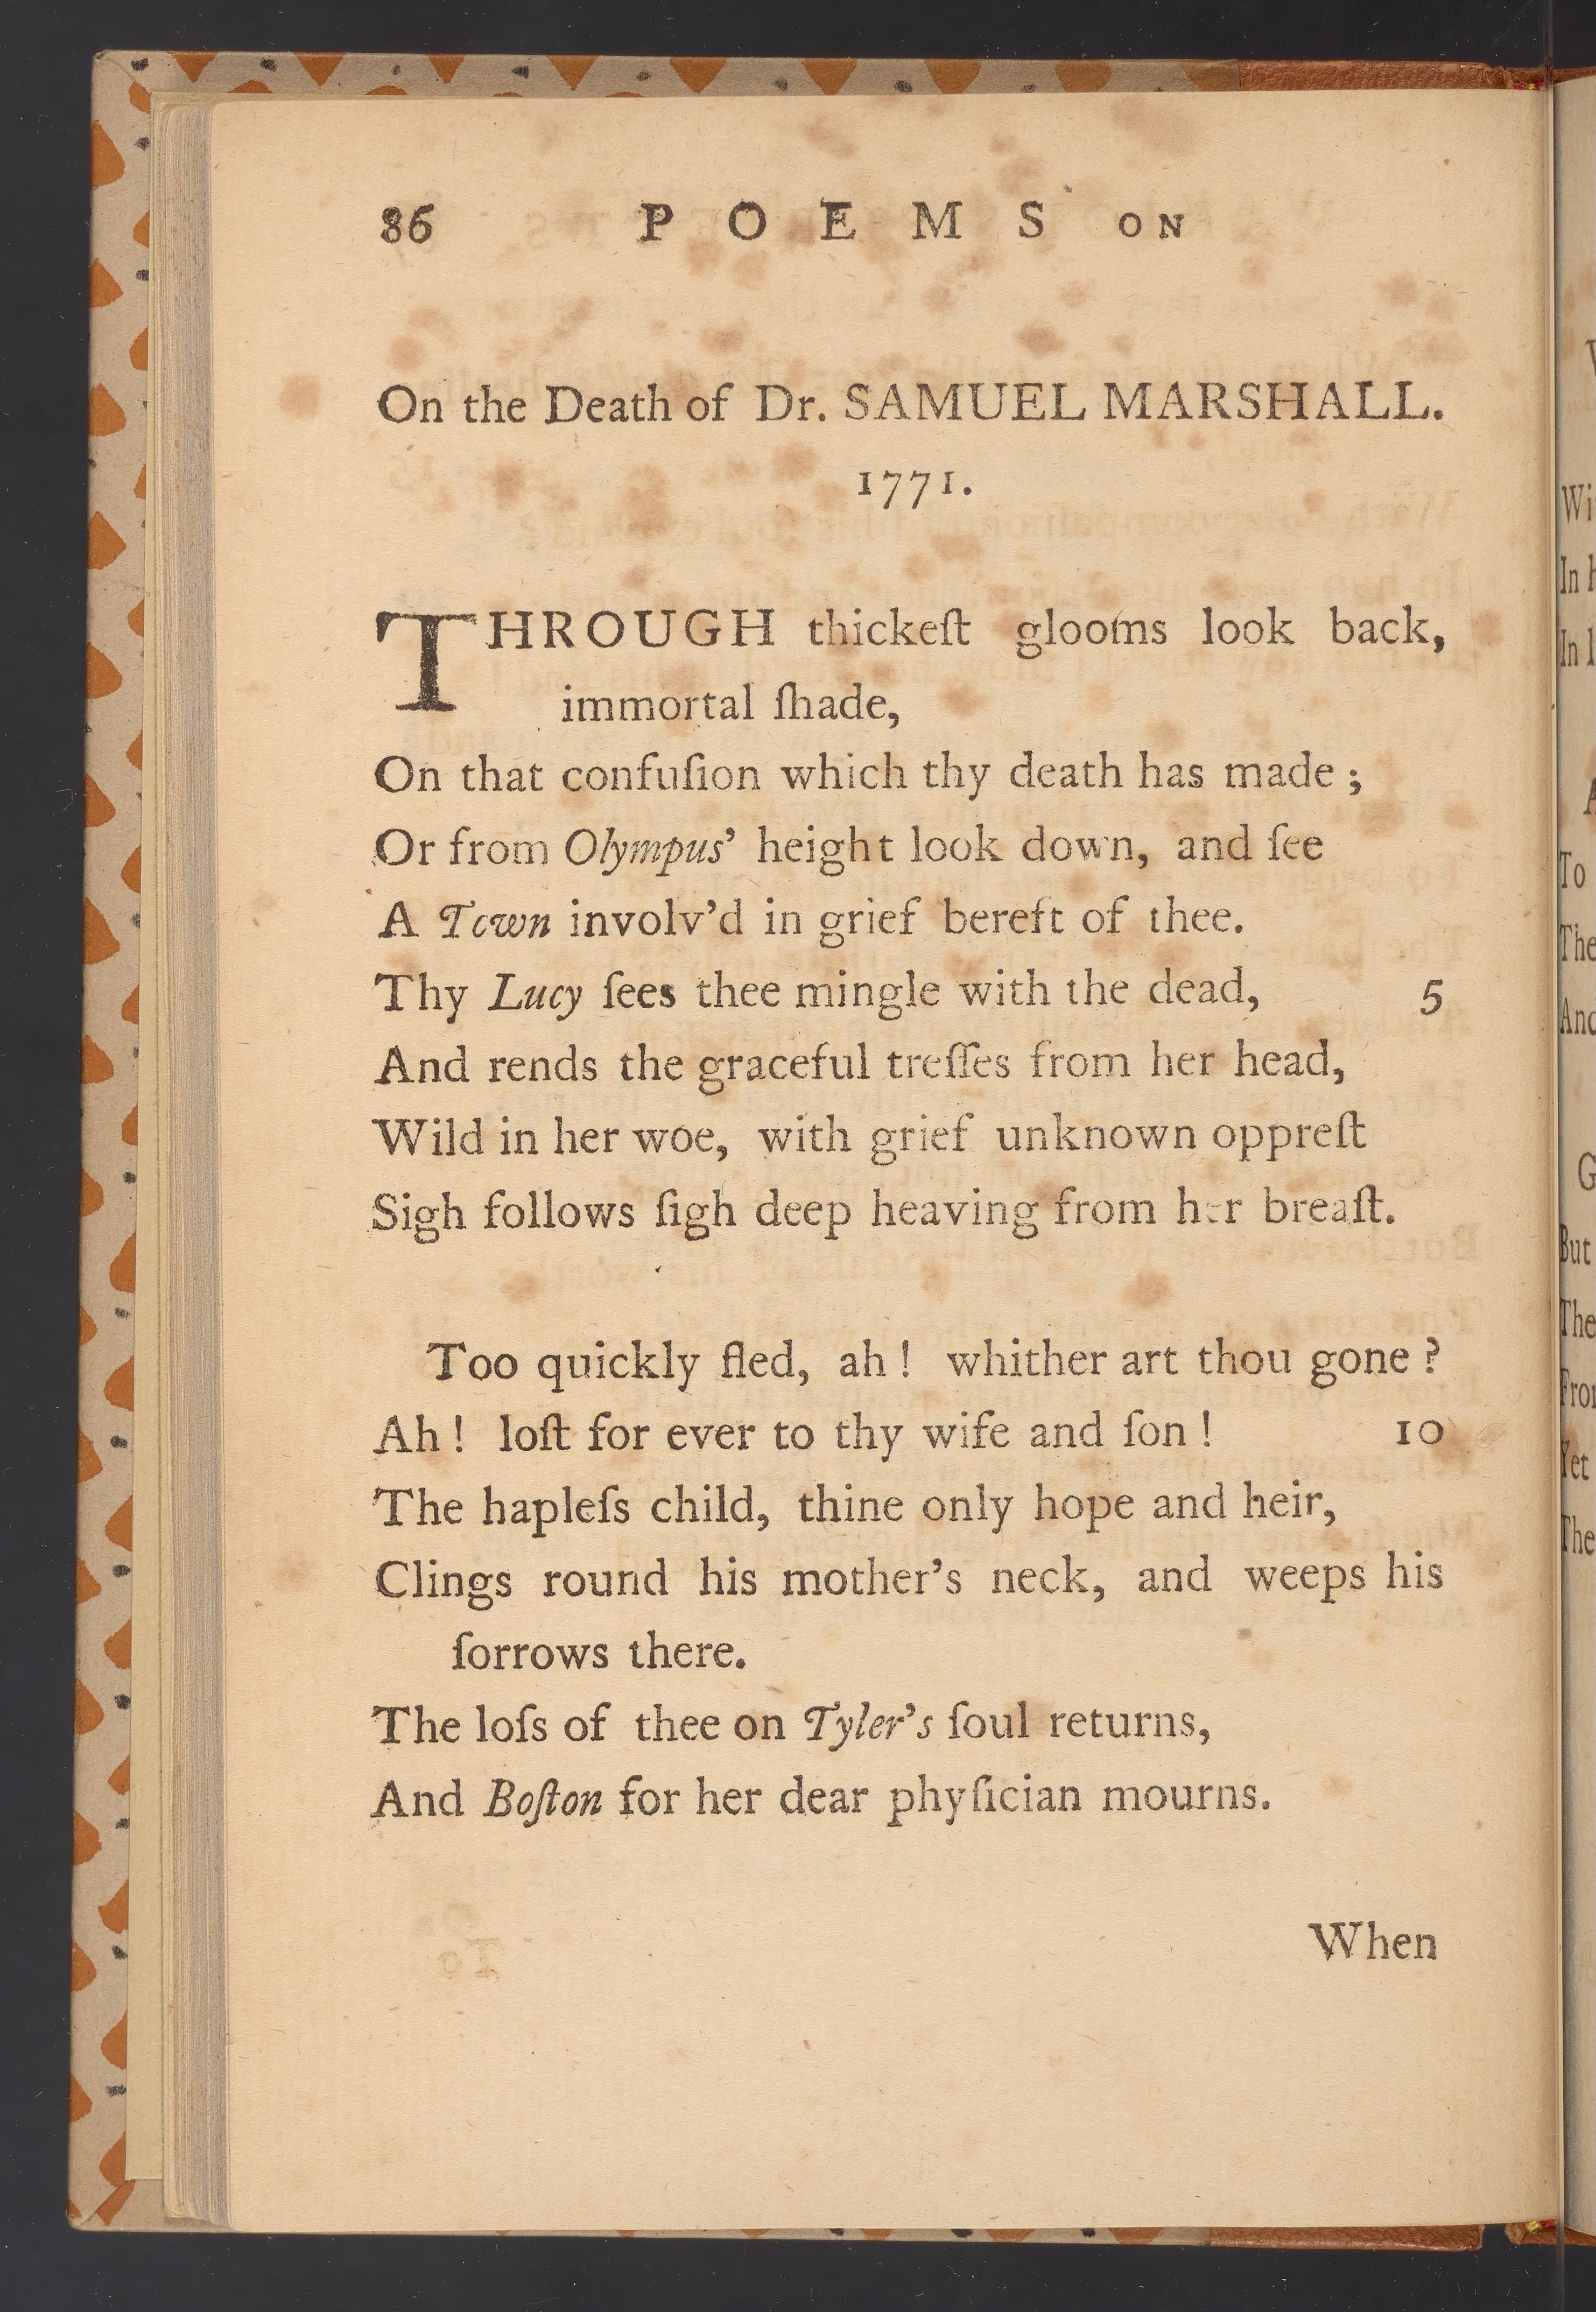 86 POEMS ON
On the Death of Dr. SAMUEL MARSHALL.
1771.
THROUGH thickeſt glooms look back,
immortal ſhade,
On that confuſion which thy death has made ;
Or from Olympus' height look down, and ſee
A Town involv'd in grief bereft of thee.
Thy Lucy ſees thee mingle with the dead, 5
And rends the graceful treſſes from her head,
Wild in her woe, with grief unknown oppreſt
Sigh follows ſigh deep heaving from her breaſt.
Too quickly fled, ah ! whither art thou gone ?
Ah ! loſt for ever to thy wife and ſon ! 10
The hapleſs child, thine only hope and heir,
Clings round his mother's neck, and weeps his
ſorrows there.
The loſs of thee on Tyler's ſoul returns,
And Boſton for her dear phyſician mourns.
When